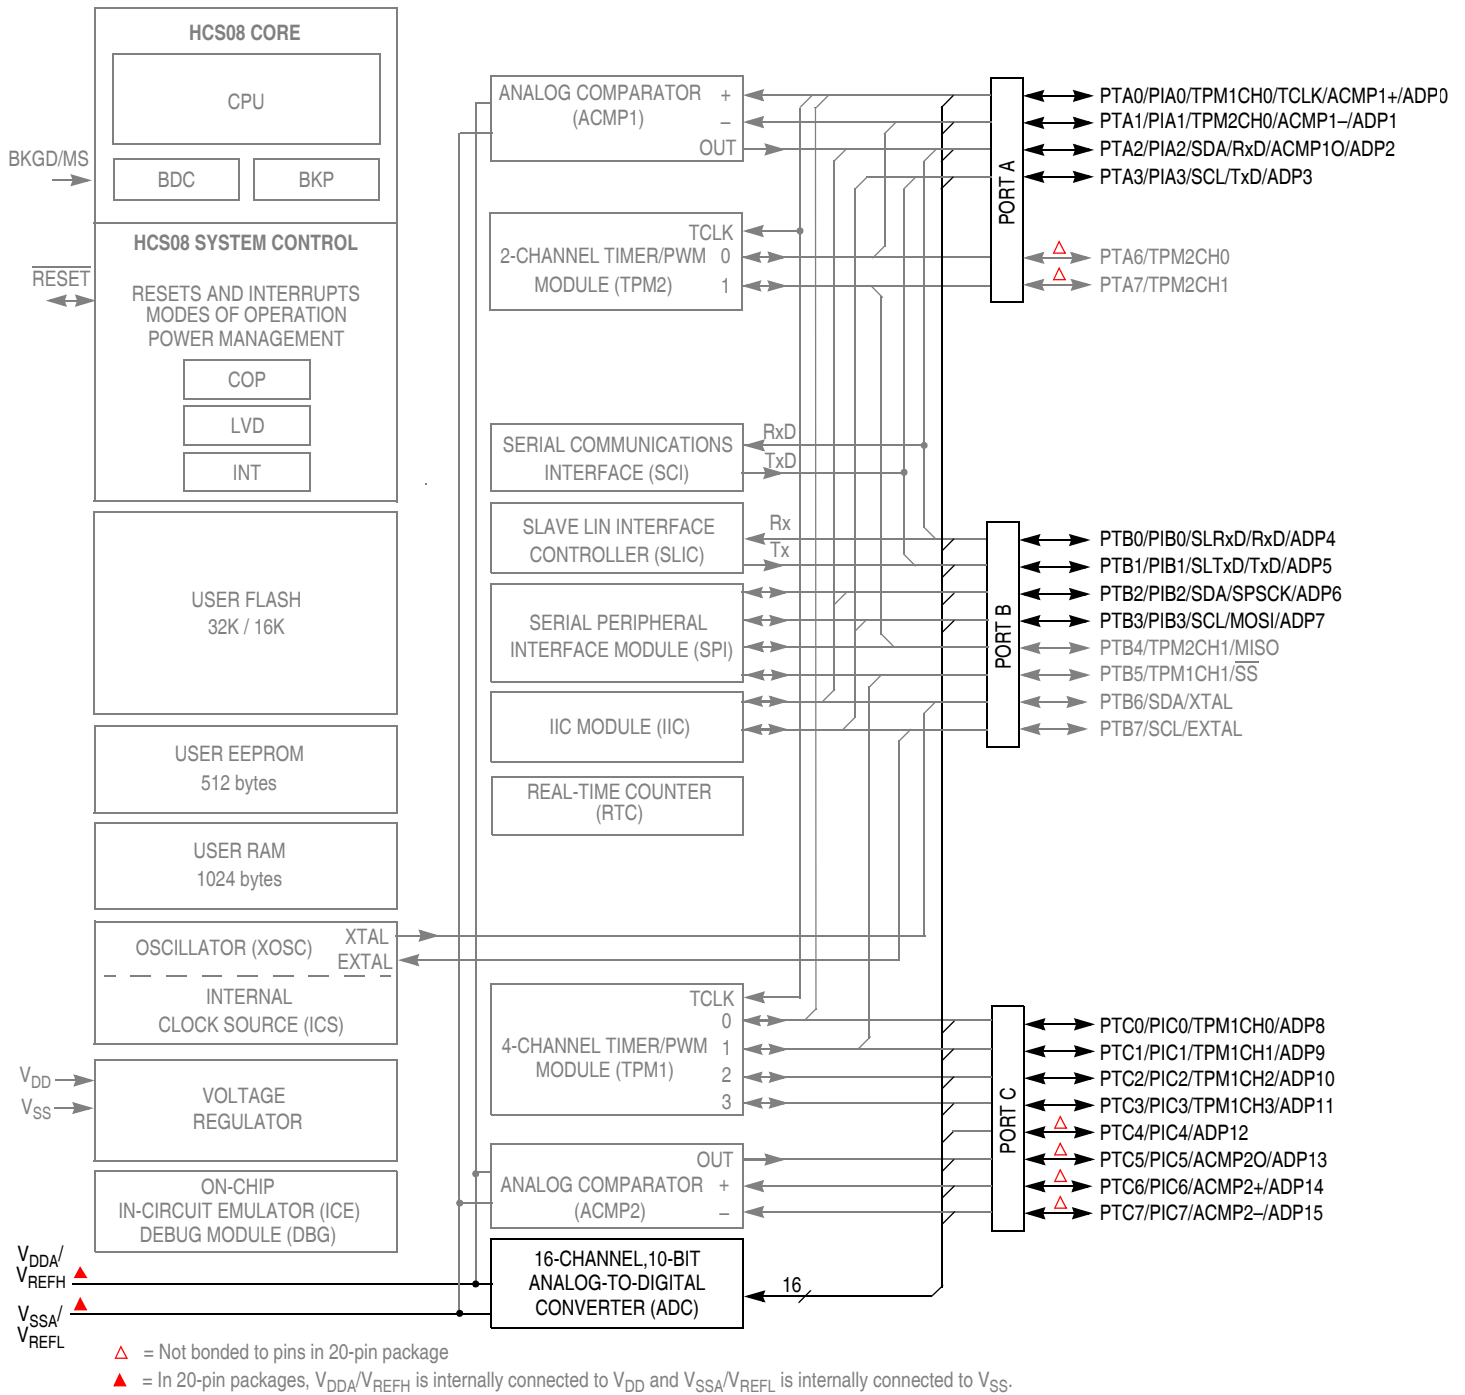 HCS08 CORE
CPU
BDC
BKP
BKGD/MS
HCS08 SYSTEM CONTROL
RESET
RESETS AND INTERRUPTS
MODES OF OPERATION
POWER MANAGEMENT
COP
LVD
INT
USER FLASH
32K / 16K
USER EEPROM
512 bytes
USER RAM
1024 bytes
OSCILLATOR (XOSC)
XTAL
EXTAL
INTERNAL
CLOCK SOURCE (ICS)
VDD
VSS
VOLTAGE
REGULATOR
ON-CHIP
IN-CIRCUIT EMULATOR (ICE)
DEBUG MODULE (DBG)
VDDA/
VREFH
VSSA/
VREFL
ANALOG COMPARATOR
(ACMP1)
+
–
OUT
TCLK
2-CHANNEL TIMER/PWM
MODULE (TPM2)
0
1
SERIAL COMMUNICATIONS
INTERFACE (SCI)
RxD
TxD
SLAVE LIN INTERFACE
CONTROLLER (SLIC)
Rx
Tx
SERIAL PERIPHERAL
INTERFACE MODULE (SPI)
IIC MODULE (IIC)
REAL-TIME COUNTER
(RTC)
TCLK
0
4-CHANNEL TIMER/PWM
MODULE (TPM1)
1
2
3
OUT
ANALOG COMPARATOR
(ACMP2)
+
–
16-CHANNEL,10-BIT
ANALOG-TO-DIGITAL
CONVERTER (ADC)
16
PORT A
PTA0/PIA0/TPM1CH0/TCLK/ACMP1+/ADP0
PTA1/PIA1/TPM2CH0/ACMP1–/ADP1
PTA2/PIA2/SDA/RxD/ACMP1O/ADP2
PTA3/PIA3/SCL/TxD/ADP3
PTA6/TPM2CH0
PTA7/TPM2CH1
PORT B
PTB0/PIB0/SLRxD/RxD/ADP4
PTB1/PIB1/SLTxD/TxD/ADP5
PTB2/PIB2/SDA/SPSCK/ADP6
PTB3/PIB3/SCL/MOSI/ADP7
PTB4/TPM2CH1/MISO
PTB5/TPM1CH1/SS
PTB6/SDA/XTAL
PTB7/SCL/EXTAL
PORT C
PTC0/PIC0/TPM1CH0/ADP8
PTC1/PIC1/TPM1CH1/ADP9
PTC2/PIC2/TPM1CH2/ADP10
PTC3/PIC3/TPM1CH3/ADP11
PTC4/PIC4/ADP12
PTC5/PIC5/ACMP2O/ADP13
PTC6/PIC6/ACMP2+/ADP14
PTC7/PIC7/ACMP2–/ADP15
△ = Not bonded to pins in 20-pin package
▲ = In 20-pin packages, VDDA/VREFH is internally connected to VDD and VSSA/VREFL is internally connected to VSS.